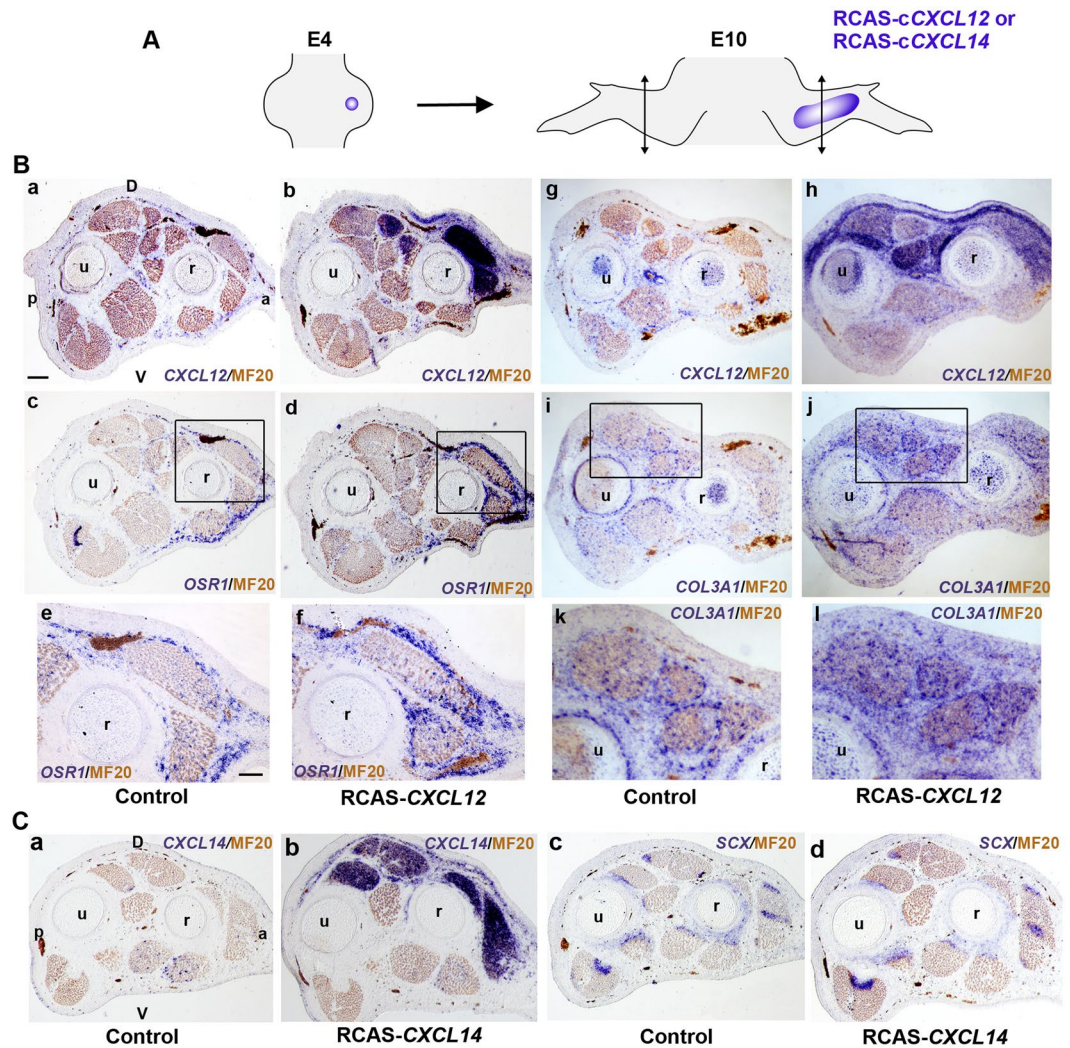 A
E4
E10
RCAS-cCXCL12 or
RCAS-cCXCL14
B
a
D
u
r
p
a
V
CXCL12/MF20
b
u
r
CXCL12/MF20
g
u
r
CXCL12/MF20
h
u
r
CXCL12/MF20
c
u
r
OSR1/MF20
d
u
r
OSR1/MF20
i
u
r
COL3A1/MF20
j
u
r
COL3A1/MF20
e
r
OSR1/MF20
f
r
OSR1/MF20
k
COL3A1/MF20
u
r
l
COL3A1/MF20
u
Control
RCAS-CXCL12
Control
RCAS-CXCL12
C
a
D
CXCL14/MF20
u
r
p
a
V
b
CXCL14/MF20
u
r
c
SCX/MF20
u
r
d
SCX/MF20
u
r
Control
RCAS-CXCL14
Control
RCAS-CXCL14